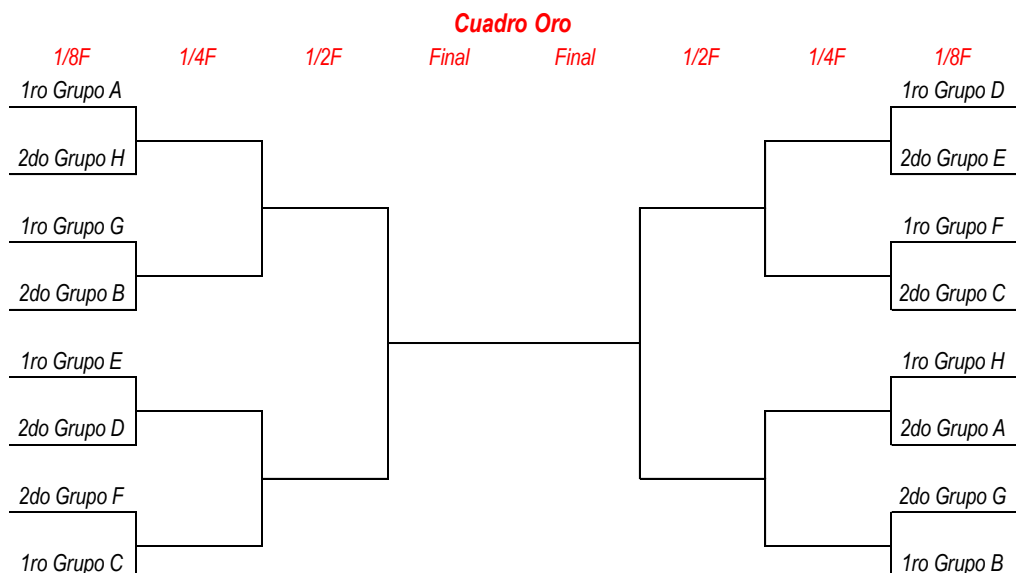 Cuadro Oro
1/8F 1/4F 1/2F Final Final 1/2F 1/4F 1/8F
1ro Grupo A 1ro Grupo D
2do Grupo H 2do Grupo E
1ro Grupo G 1ro Grupo F
2do Grupo B 2do Grupo C
1ro Grupo E 1ro Grupo H
2do Grupo D 2do Grupo A
2do Grupo F 2do Grupo G
1ro Grupo C 1ro Grupo B